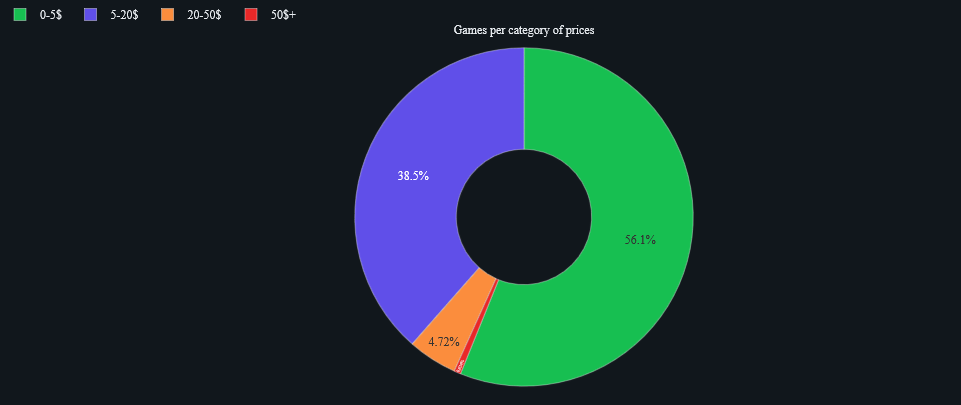 0-5$ 5-20$ 20-50$ 50$+
Games per category of prices
38.5%
56.1%
4.72%